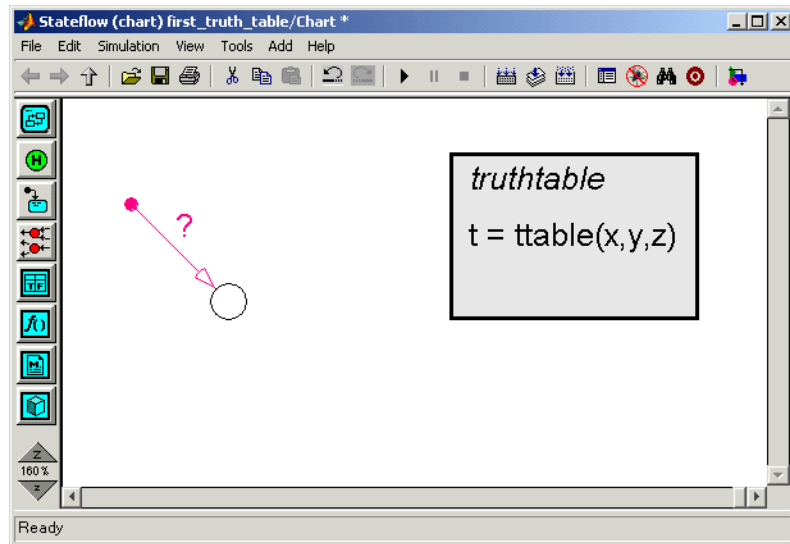 Stateflow (chart) first_truth_table/Chart *
File Edit Simulation View Tools Add Help
H
truthtable
?
t = ttable(x,y,z)
T F
f()
M
Z
160%
z
Ready